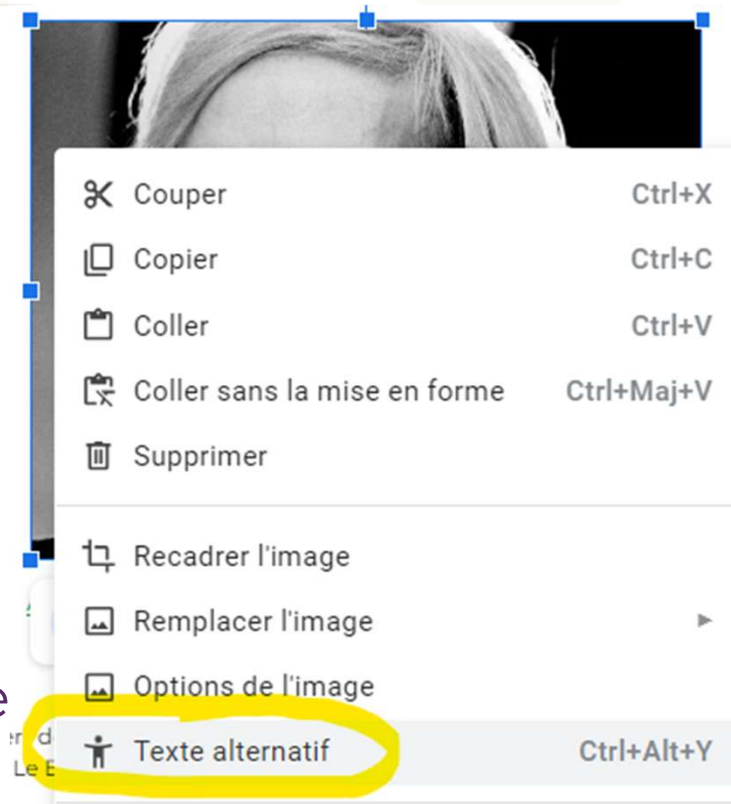 Couper Ctrl+X
Copier Ctrl+C
Coller Ctrl+V
Coller sans la mise en forme Ctrl+Maj+V
Supprimer
Recadrer l'image
Remplacer l'image
Options de l'image
Texte alternatif Ctrl+Alt+Y
Le